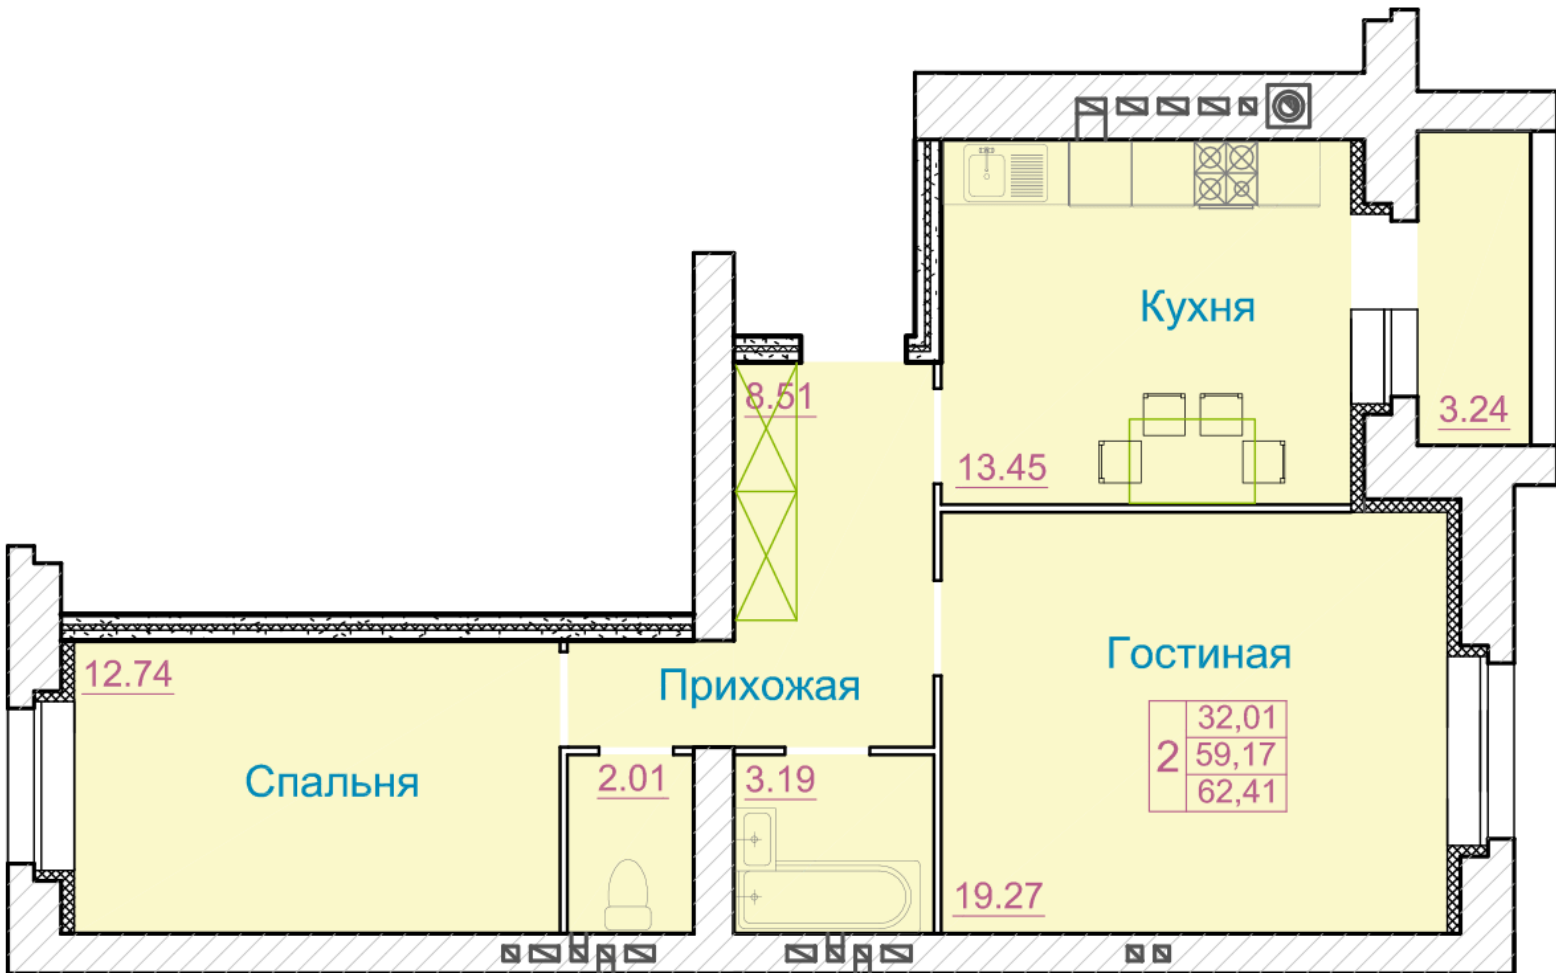 Кухня
8.51
3.24
13.45
Гостиная
12.74
Прихожая
2
32,01
59,17
62,41
Спальня
2.01
3.19
19.27